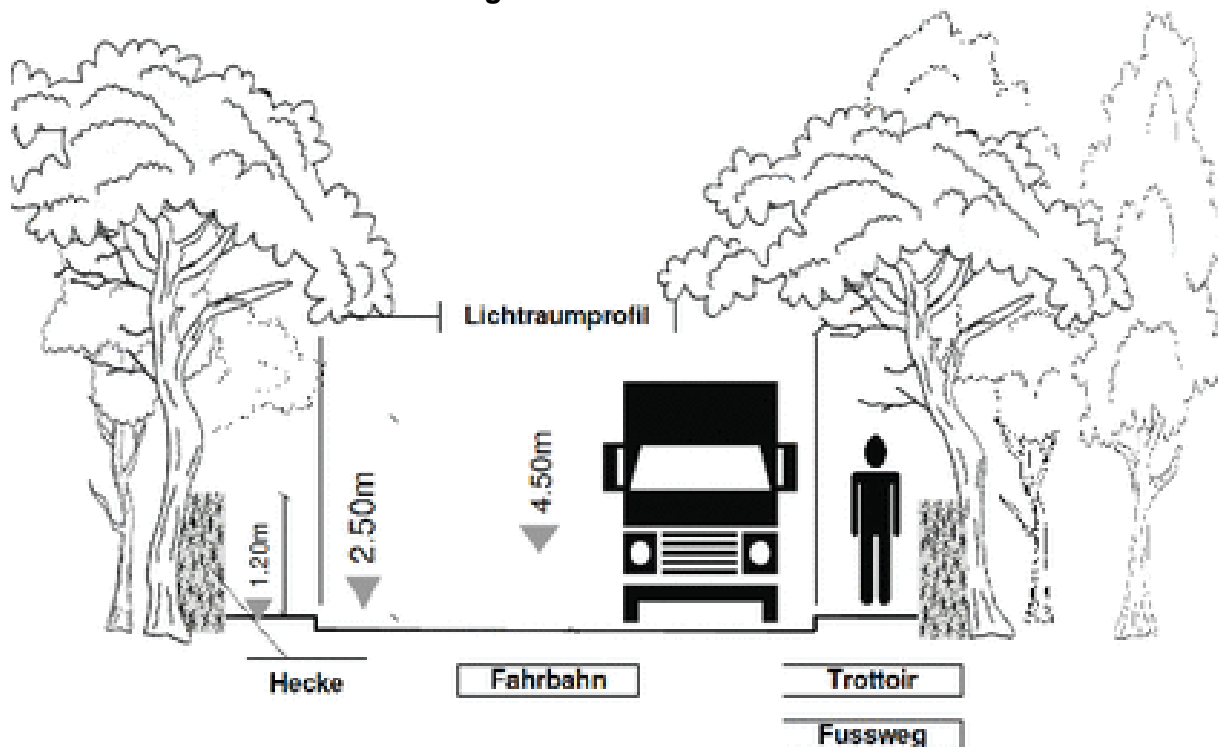 g
Lichtraumprofil
4.50m
2.50m
1.20m
Hecke
Fahrbahn
Trottoir
Fussweg